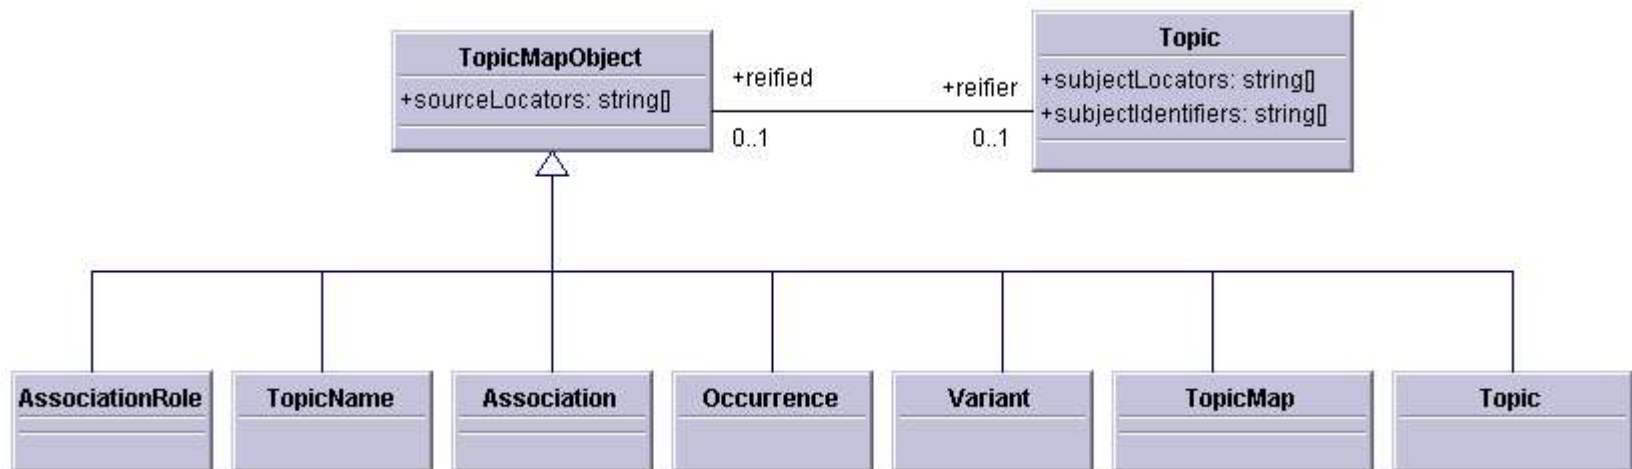 TopicMapObject
+sourceLocators: string[]
+reified
0..1
+reifier
0..1
Topic
+subjectLocators: string[]
+subjectIdentifiers: string[]
AssociationRole
TopicName
Association
Occurrence
Variant
TopicMap
Topic